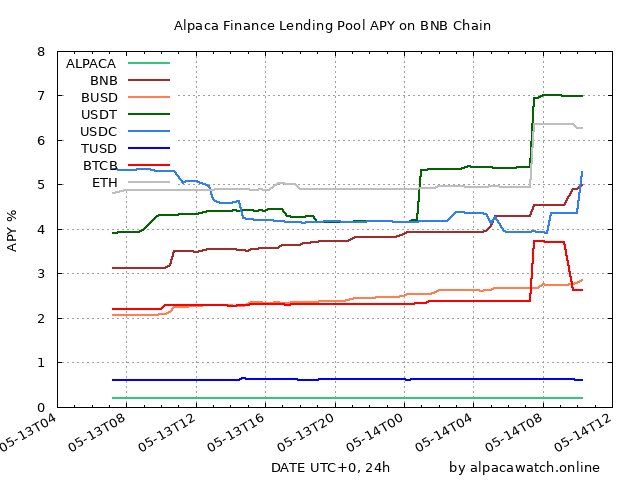 Alpaca Finance Lending Pool APY on BNB Chain
APY %
8
7
6
5
4
3
2
1
0
ALPACA
BNB
BUSD
USDT
USDC
TUSD
BTCB
ETH
05-13T04
05-13T08
05-13T12
05-13T16
05-13T20
05-14T00
05-14T04
05-14T08
05-14T12
DATE UTC+0, 24h
by alpacawatch.online